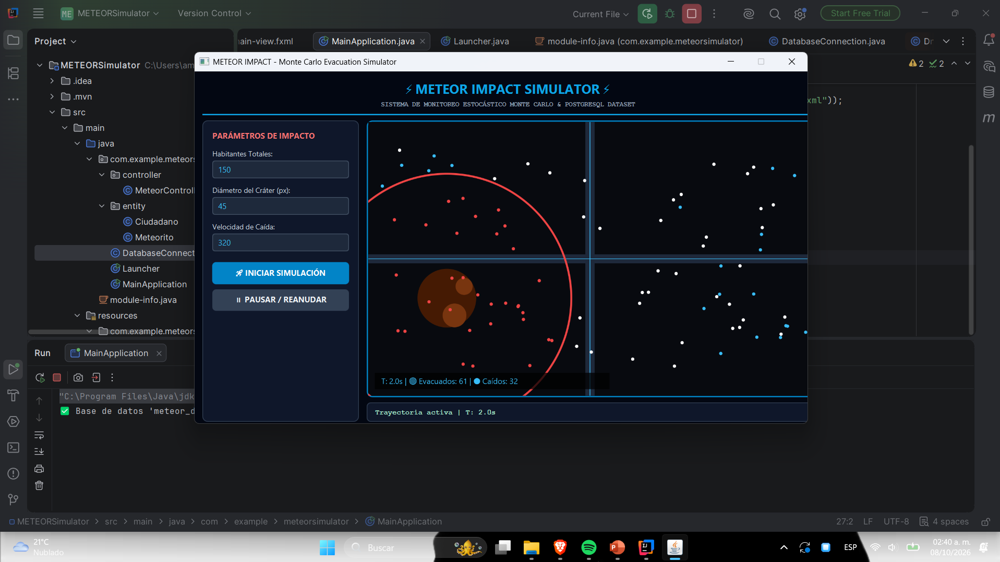 ME METEORSimulator Version Control Current File Start Free Trial
Project
ain-view.fxml MainApplication.java Launcher.java module-info.java (com.example.meteorsimulator) DatabaseConnection.java Dr
METEORSimulator C:\Users\am
.idea
.mvn
src
main
java
com.example.meteors
controller
MeteorControll
entity
Ciudadano
Meteorito
DatabaseConnect
Launcher
MainApplication
module-info.java
resources
com.example.meteors
2 2
xml"));
METEOR IMPACT - Monte Carlo Evacuation Simulator
⚡ METEOR IMPACT SIMULATOR ⚡
SISTEMA DE MONITOREO ESTOCÁSTICO MONTE CARLO & POSTGRESQL DATASET
PARÁMETROS DE IMPACTO
Habitantes Totales:
150
Diámetro del Cráter (px):
45
Velocidad de Caída:
320
🚀 INICIAR SIMULACIÓN
⏸ PAUSAR / REANUDAR
T: 2.0s | Evacuados: 61 | Caídos: 32
Trayectoria activa | T: 2.0s
Run MainApplication
"C:\Program Files\Java\jdk
✅ Base de datos 'meteor_d
METEORSimulator > src > main > java > com > example > meteorsimulator > MainApplication
27:2 LF UTF-8 4 spaces
21°C
Nublado
Buscar
ESP
02:40 a. m.
08/10/2026